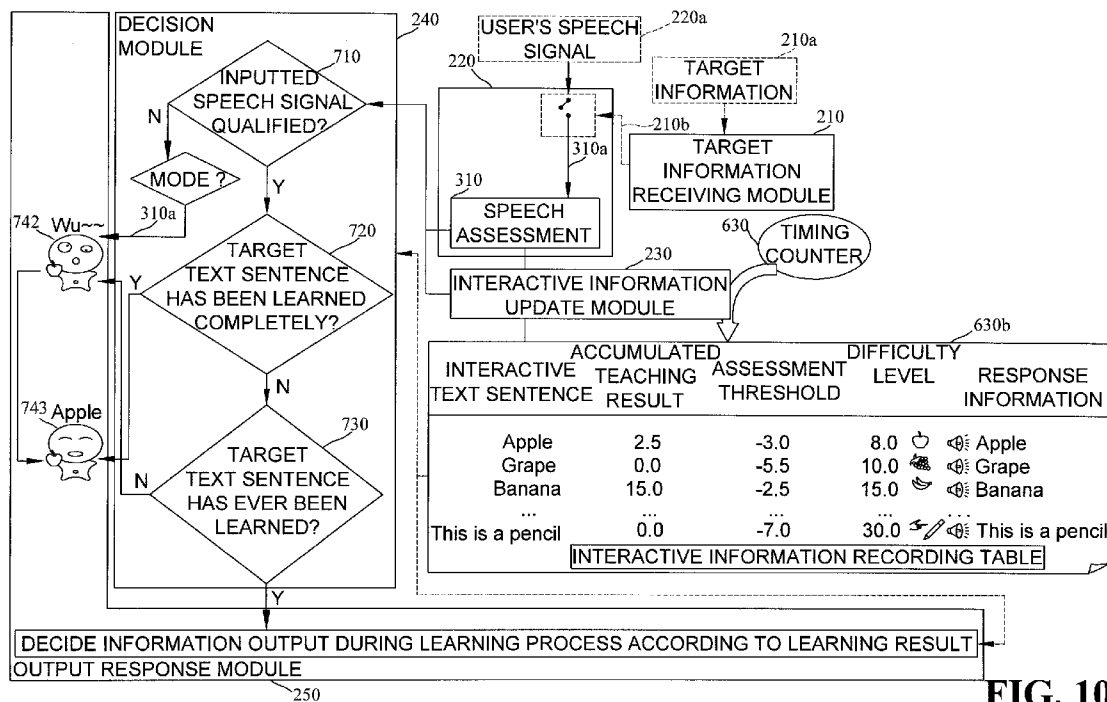 DECISION
MODULE
240
710
INPUTTED
SPEECH SIGNAL
QUALIFIED?
N
MODE ?
310a
Y
742
Wu~~
720
TARGET
TEXT SENTENCE
HAS BEEN LEARNED
COMPLETELY?
Y
N
743
Apple
730
TARGET
TEXT SENTENCE
HAS EVER BEEN
LEARNED?
N
Y
220a
USER'S SPEECH
SIGNAL
220
210b
310a
310
SPEECH
ASSESSMENT
210a
TARGET
INFORMATION
210
TARGET
INFORMATION
RECEIVING MODULE
630
TIMING
COUNTER
230
INTERACTIVE INFORMATION
UPDATE MODULE
630b
INTERACTIVE
TEXT SENTENCE
ACCUMULATED
TEACHING
RESULT
ASSESSMENT
THRESHOLD
DIFFICULTY
LEVEL
RESPONSE
INFORMATION
Apple 2.5 -3.0 8.0 Apple
Grape 0.0 -5.5 10.0 Grape
Banana 15.0 -2.5 15.0 Banana
... ... ... ... ...
This is a pencil 0.0 -7.0 30.0 This is a pencil
INTERACTIVE INFORMATION RECORDING TABLE
DECIDE INFORMATION OUTPUT DURING LEARNING PROCESS ACCORDING TO LEARNING RESULT
OUTPUT RESPONSE MODULE
250
FIG. 10